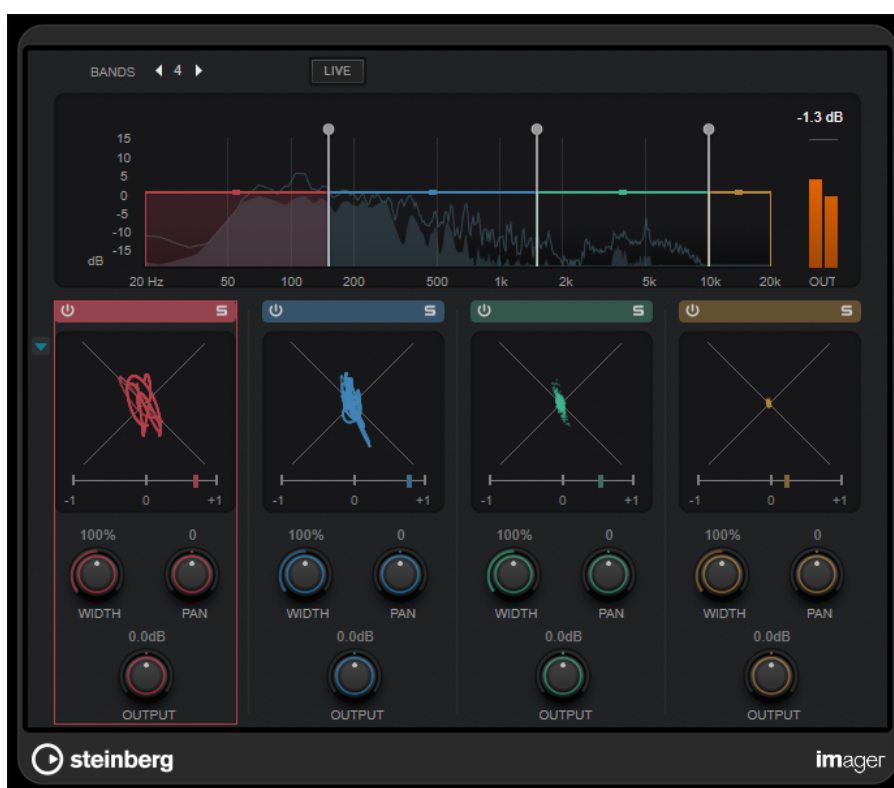 BANDS 4 LIVE
-1.3 dB
15
10
5
0
-5
-10
-15
dB
20 Hz 50 100 200 500 1k 2k 5k 10k 20k OUT
S S S S
-1 0 +1 -1 0 +1 -1 0 +1 -1 0 +1
100% 0 100% 0 100% 0 100% 0
WIDTH PAN WIDTH PAN WIDTH PAN WIDTH PAN
0.0dB 0.0dB 0.0dB 0.0dB
OUTPUT OUTPUT OUTPUT OUTPUT
steinberg imager